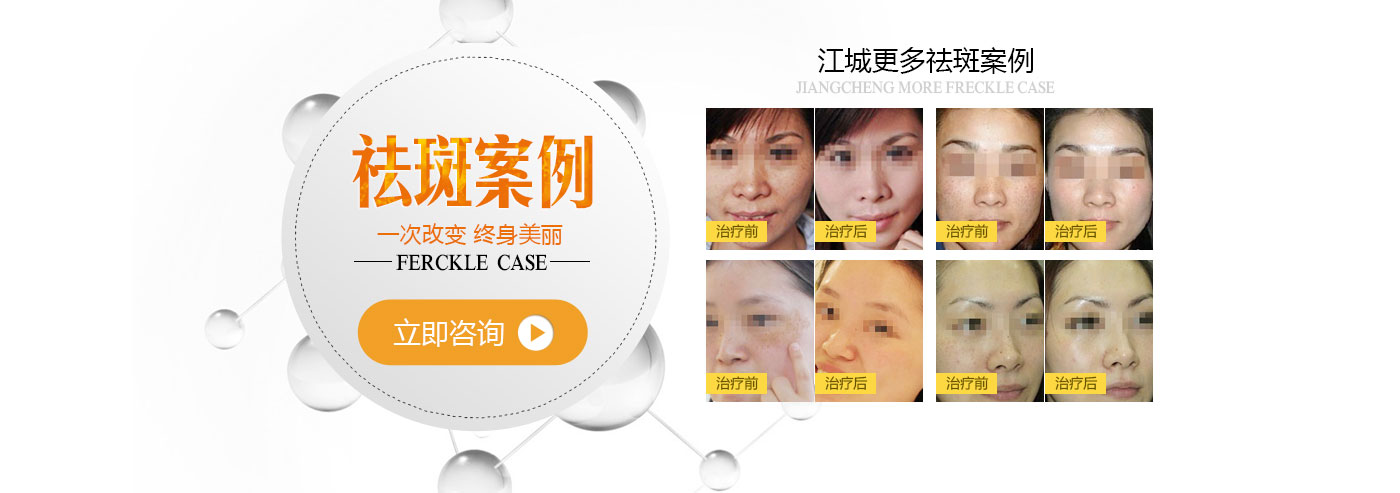 祛斑案例
一次改变 终身美丽
FERCKLE CASE
立即咨询
江城更多祛斑案例
JIANGCHENG MORE FRECKLE CASE
治疗前
治疗后
治疗前
治疗后
治疗前
治疗后
治疗前
治疗后